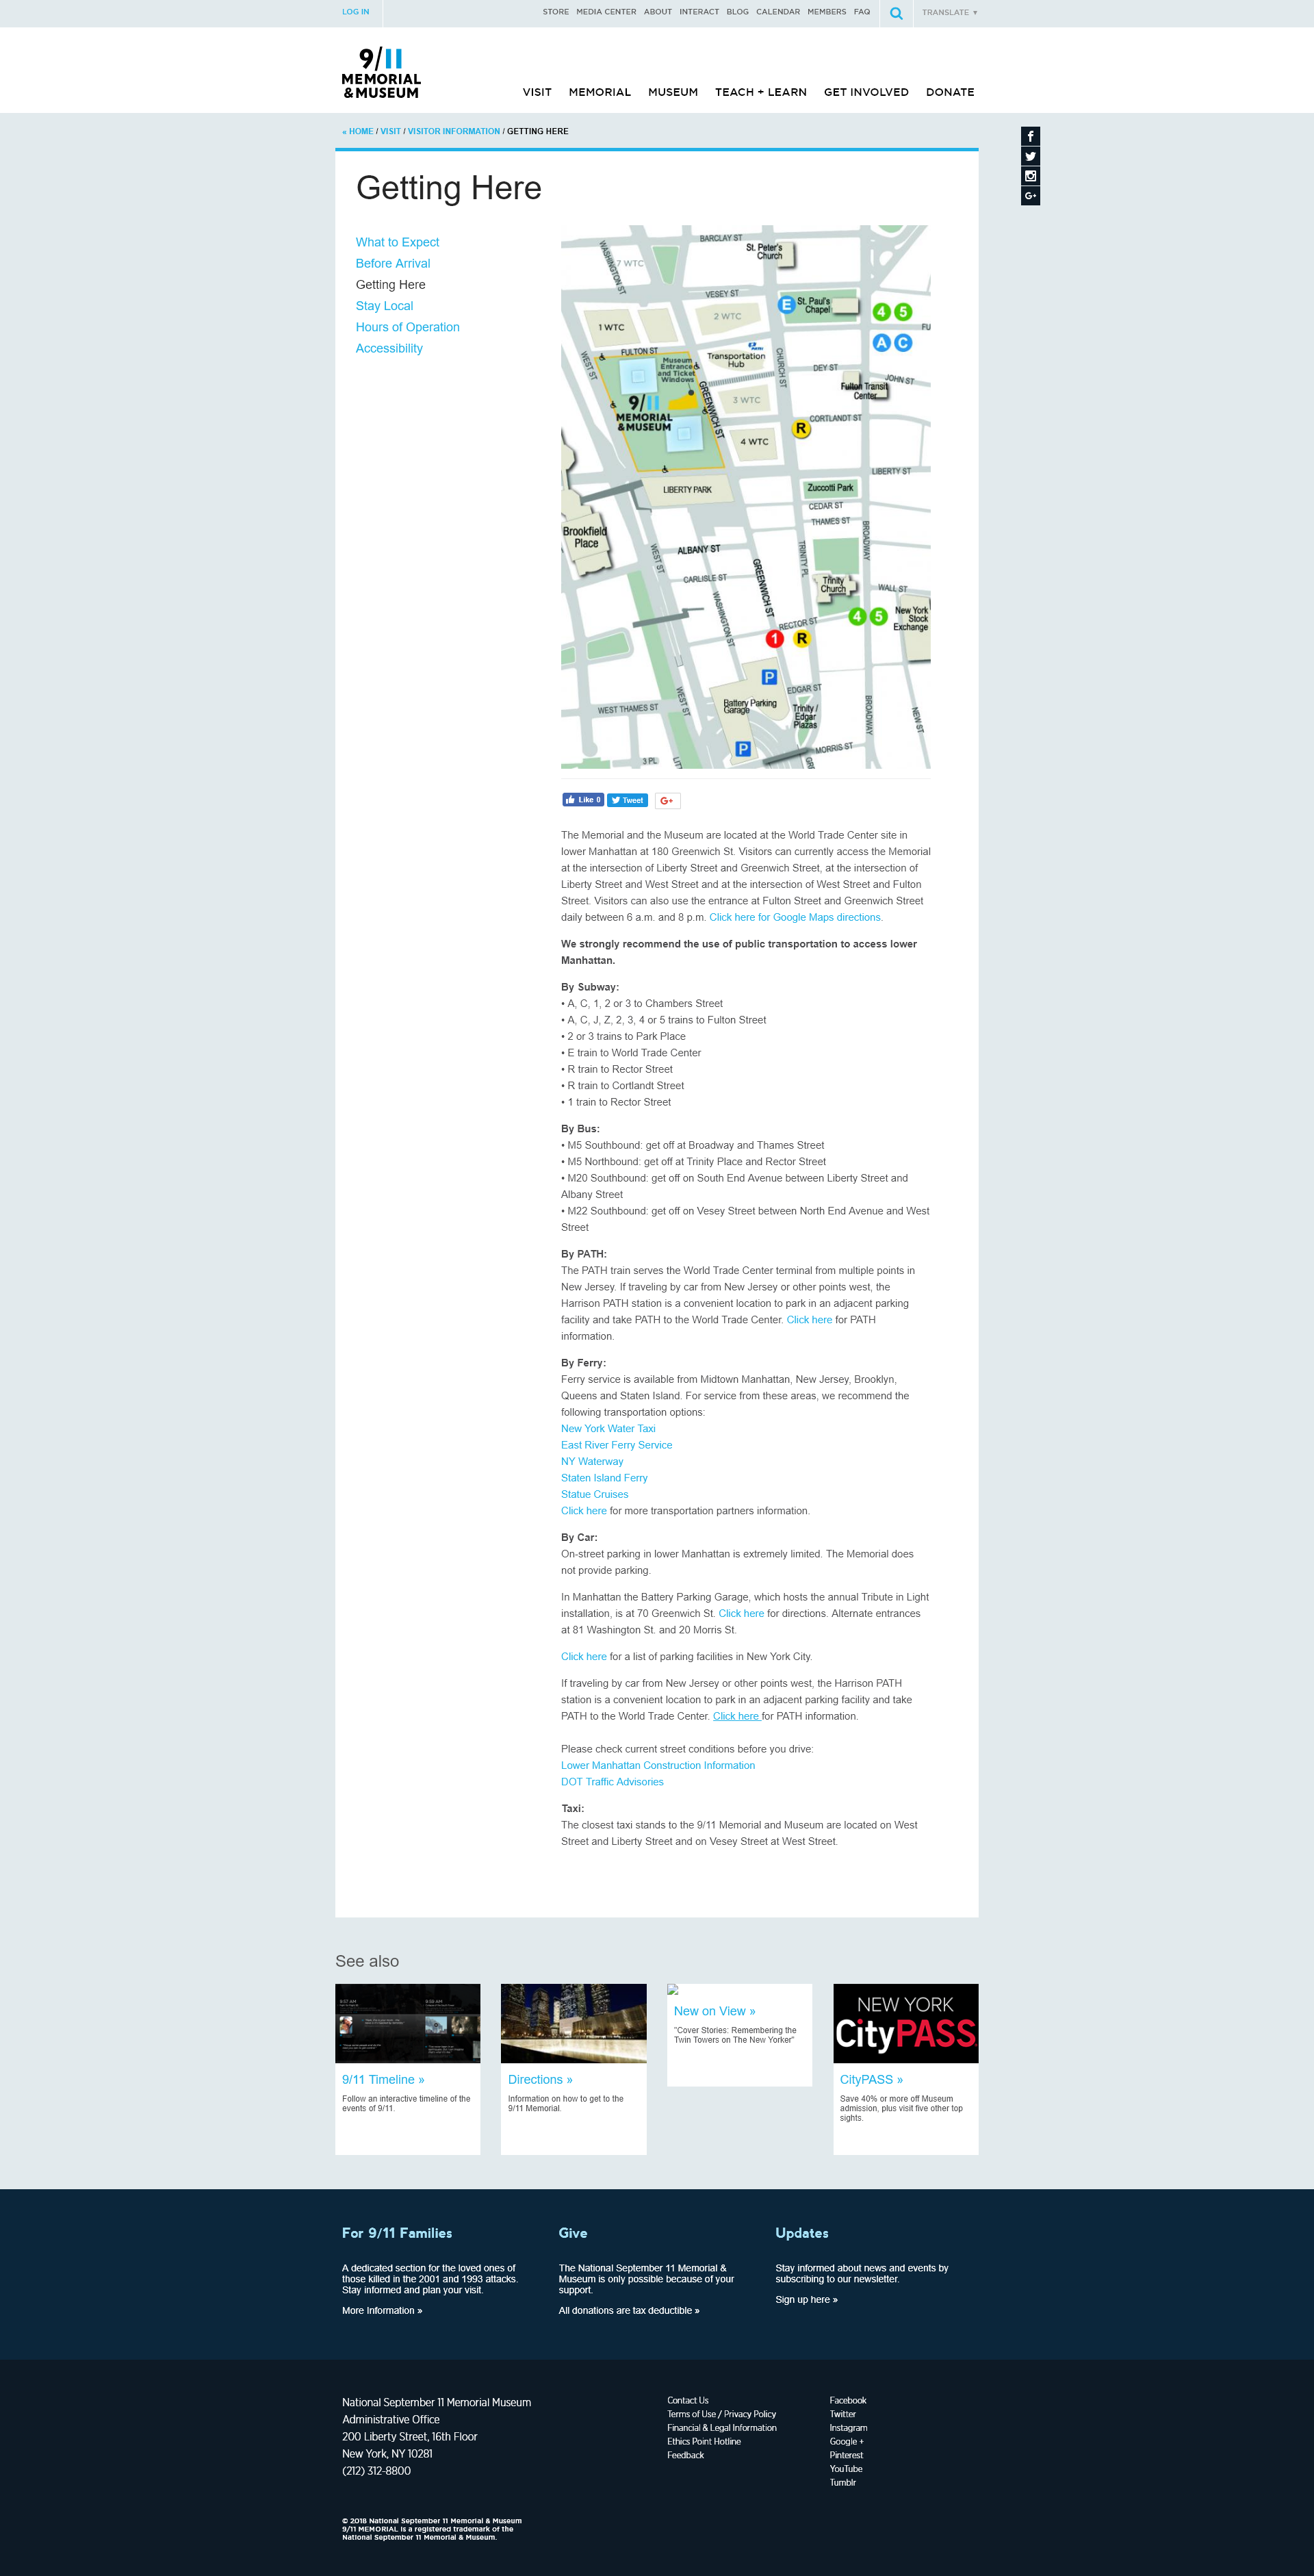 LOG IN
STORE MEDIA CENTER ABOUT INTERACT BLOG CALENDAR MEMBERS FAQ
TRANSLATE ▼
9/11
MEMORIAL
&MUSEUM
VISIT MEMORIAL MUSEUM TEACH + LEARN GET INVOLVED DONATE
« HOME / VISIT / VISITOR INFORMATION / GETTING HERE
Getting Here
What to Expect
Before Arrival
Getting Here
Stay Local
Hours of Operation
Accessibility
BARCLAY ST
WASHINGTON ST
7 WTC
St. Peter's
Church
VESEY ST
E
St. Paul's
Chapel
4 5
2 WTC
1 WTC
FU
A C
FULTON ST
WEST ST
Museum
Entrance
and Ticket
Windows
Transportation
Hub
CHURCH ST
DEY ST
JOHN ST
Fulton Transit
Center
9/11
MEMORIAL
&MUSEUM
GREENWICH ST
3 WTC
CORTLANDT ST
R
4 WTC
LIBERTY ST
LIBERTY PARK
Zuccotti Park
CEDAR ST
THAMES ST
Brookfield
Place
WEST ST
ALBANY ST
TRINITY PL
BROADWAY
CARLISLE ST
GREENWICH ST
Trinity
Church
WALL ST
WASHINGTON ST
4 5
New York
Stock
Exchange
RECTOR ST
1 R
P
EDGAR ST
WEST ST
Battery Parking
Garage
Trinity /
Edgar
Plazas
WEST THAMES ST
BROADWAY
NEW ST
P
MORRIS ST
3 PL
Like 0
Tweet
G+
The Memorial and the Museum are located at the World Trade Center site in
lower Manhattan at 180 Greenwich St. Visitors can currently access the Memorial
at the intersection of Liberty Street and Greenwich Street, at the intersection of
Liberty Street and West Street and at the intersection of West Street and Fulton
Street. Visitors can also use the entrance at Fulton Street and Greenwich Street
daily between 6 a.m. and 8 p.m. Click here for Google Maps directions.
We strongly recommend the use of public transportation to access lower
Manhattan.
By Subway:
• A, C, 1, 2 or 3 to Chambers Street
• A, C, J, Z, 2, 3, 4 or 5 trains to Fulton Street
• 2 or 3 trains to Park Place
• E train to World Trade Center
• R train to Rector Street
• R train to Cortlandt Street
• 1 train to Rector Street
By Bus:
• M5 Southbound: get off at Broadway and Thames Street
• M5 Northbound: get off at Trinity Place and Rector Street
• M20 Southbound: get off on South End Avenue between Liberty Street and
Albany Street
• M22 Southbound: get off on Vesey Street between North End Avenue and West
Street
By PATH:
The PATH train serves the World Trade Center terminal from multiple points in
New Jersey. If traveling by car from New Jersey or other points west, the
Harrison PATH station is a convenient location to park in an adjacent parking
facility and take PATH to the World Trade Center. Click here for PATH
information.
By Ferry:
Ferry service is available from Midtown Manhattan, New Jersey, Brooklyn,
Queens and Staten Island. For service from these areas, we recommend the
following transportation options:
New York Water Taxi
East River Ferry Service
NY Waterway
Staten Island Ferry
Statue Cruises
Click here for more transportation partners information.
By Car:
On-street parking in lower Manhattan is extremely limited. The Memorial does
not provide parking.
In Manhattan the Battery Parking Garage, which hosts the annual Tribute in Light
installation, is at 70 Greenwich St. Click here for directions. Alternate entrances
at 81 Washington St. and 20 Morris St.
Click here for a list of parking facilities in New York City.
If traveling by car from New Jersey or other points west, the Harrison PATH
station is a convenient location to park in an adjacent parking facility and take
PATH to the World Trade Center. Click here for PATH information.
Please check current street conditions before you drive:
Lower Manhattan Construction Information
DOT Traffic Advisories
Taxi:
The closest taxi stands to the 9/11 Memorial and Museum are located on West
Street and Liberty Street and on Vesey Street at West Street.
See also
9/11 Timeline »
Follow an interactive timeline of the
events of 9/11.
Directions »
Information on how to get to the
9/11 Memorial.
New on View »
"Cover Stories: Remembering the
Twin Towers on The New Yorker"
NEW YORK
CityPASS
CityPASS »
Save 40% or more off Museum
admission, plus visit five other top
sights.
For 9/11 Families
A dedicated section for the loved ones of
those killed in the 2001 and 1993 attacks.
Stay informed and plan your visit.
More Information »
Give
The National September 11 Memorial &
Museum is only possible because of your
support.
All donations are tax deductible »
Updates
Stay informed about news and events by
subscribing to our newsletter.
Sign up here »
National September 11 Memorial Museum
Administrative Office
200 Liberty Street, 16th Floor
New York, NY 10281
(212) 312-8800
Contact Us
Terms of Use / Privacy Policy
Financial & Legal Information
Ethics Point Hotline
Feedback
Facebook
Twitter
Instagram
Google +
Pinterest
YouTube
Tumblr
© 2018 National September 11 Memorial & Museum
9/11 MEMORIAL is a registered trademark of the
National September 11 Memorial & Museum.